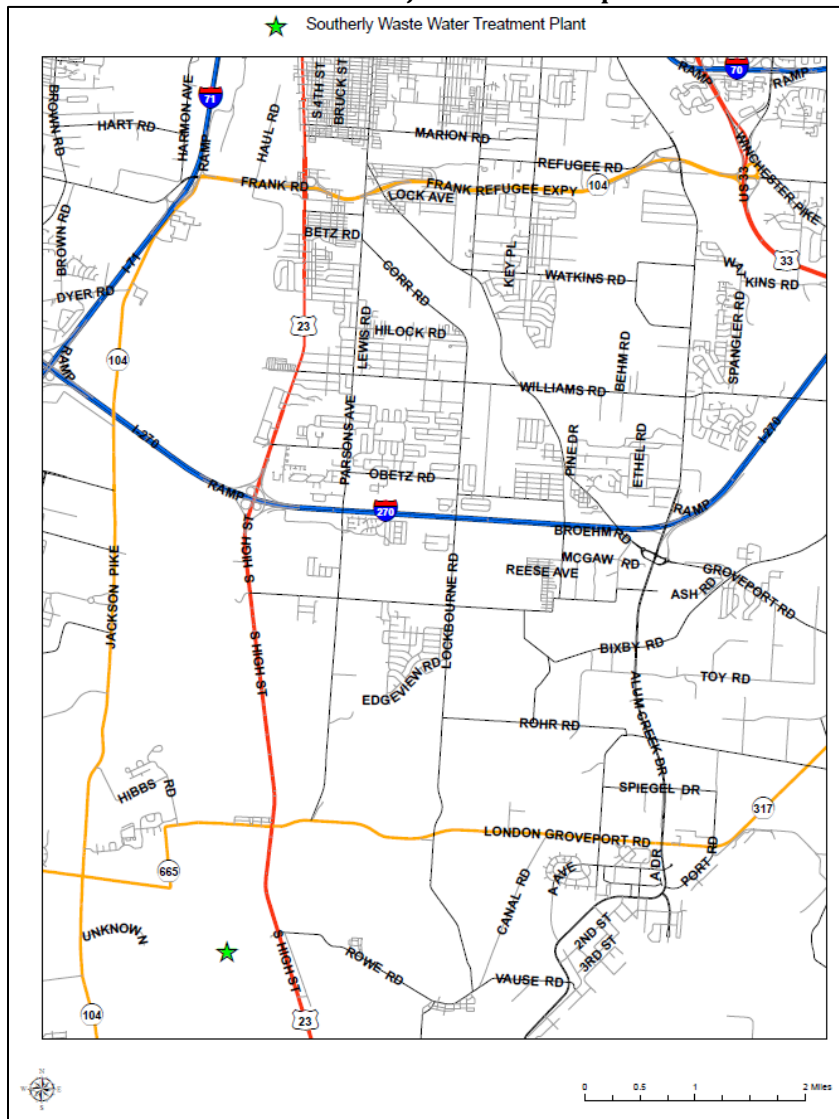 Southerly Waste Water Treatment Plant
RAMP
70
RAMP
BROWN RD
HARMON AVE
71
S 4TH ST
BRUCK ST
HART RD
HAUL RD
MARION RD
RAMP
REFUGEE RD
WINCHESTER PIKE
FRANK RD
FRANK REFUGEE EXPY
104
US 33
LOCK AVE
BROWN RD
BETZ RD
KEY PL
33
I-71
CORR RD
WATKINS RD
WATKINS RD
DYER RD
SPANGLER RD
23
LEWIS RD
HILOCK RD
BEHM RD
104
RAMP
WILLIAMS RD
PARSONS AVE
PINE DR
ETHEL RD
I-270
I-270
OBETZ RD
RAMP
270
RAMP
BROEHM RD
S HIGH ST
MCGAW RD
REESE AVE
GROVEPORT RD
JACKSON PIKE
LOCKBOURNE RD
ASH RD
BIXBY RD
S HIGH ST
EDGEVIEW RD
TOY RD
ALUM CREEK DR
ROHR RD
HIBBS RD
SPIEGEL DR
317
LONDON GROVEPORT RD
665
CANAL RD
A AVE
A DR
PORT RD
UNKNOWN
2ND ST
S HIGH ST
3RD ST
ROWE RD
VAUSE RD
104
23
N
W E
S
0 0.5 1 2 Miles